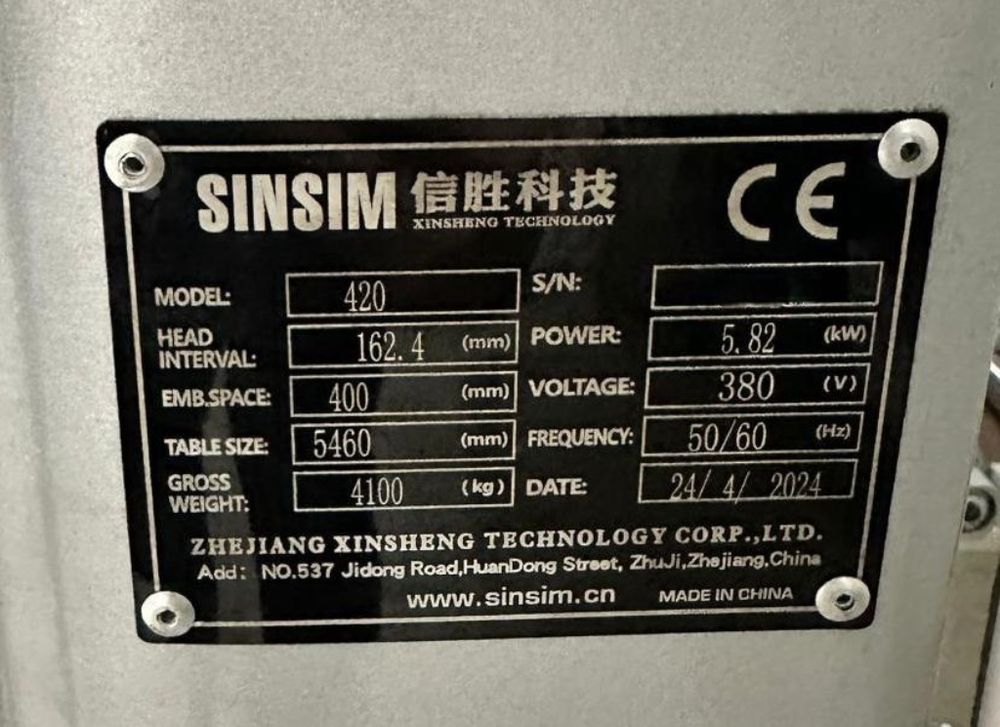 SINSIM 信胜科技 CE
XINSHENG TECHNOLOGY
MODEL: 420 S/N:
HEAD INTERVAL: 162.4 (mm) POWER: 5.82 (kW)
EMB.SPACE: 400 (mm) VOLTAGE: 380 (V)
TABLE SIZE: 5460 (mm) FREQUENCY: 50/60 (Hz)
GROSS WEIGHT: 4100 (kg) DATE: 24/ 4/ 2024
ZHEJIANG XINSHENG TECHNOLOGY CORP.,LTD.
Add: NO.537 Jidong Road,HuanDong Street, ZhuJi,Zhejiang,China
www.sinsim.cn MADE IN CHINA